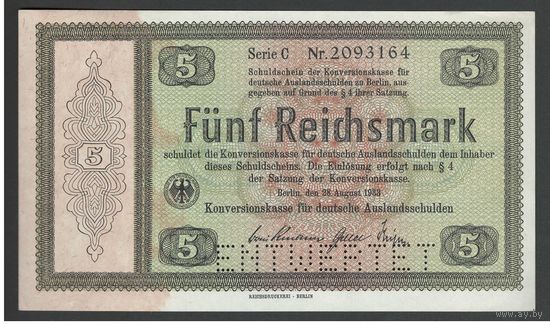 Serie C Nr. 2093164
5 5
Schuldschein der Konversionskasse für
deutsche Auslandsschulden zu Berlin, aus-
gegeben auf Grund des § 4 ihrer Satzung.
Fünf Reichsmark
schuldet die Konversionskasse für deutsche Auslandsschulden dem Inhaber
dieses Schuldscheins. Die Einlösung erfolgt nach § 4
der Satzung der Konversionskasse.
Berlin, den 28. August 1933
Konversionskasse für deutsche Auslandsschulden
5
5 5
ENTWERTET
REICHSDRUCKEREI · BERLIN
www.ay.by